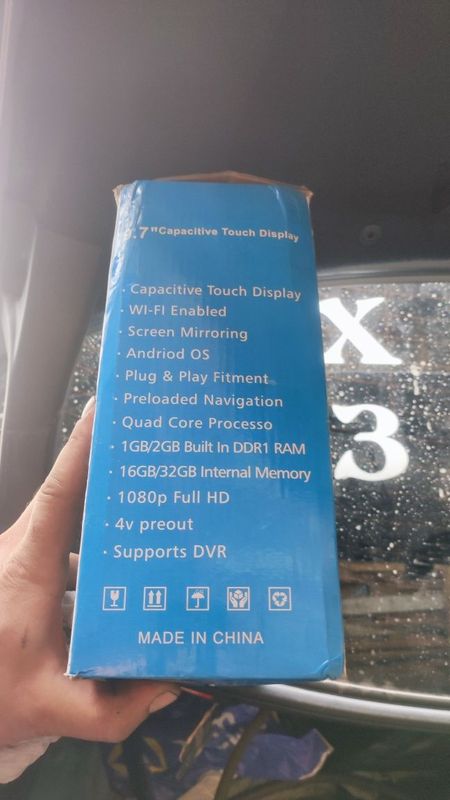 .7" Capacitive Touch Display
· Capacitive Touch Display
· WI-FI Enabled
· Screen Mirroring
· Andriod OS
· Plug & Play Fitment
· Preloaded Navigation
· Quad Core Processo
· 1GB/2GB Built In DDR1 RAM
· 16GB/32GB Internal Memory
· 1080p Full HD
· 4v preout
· Supports DVR
MADE IN CHINA
X
3